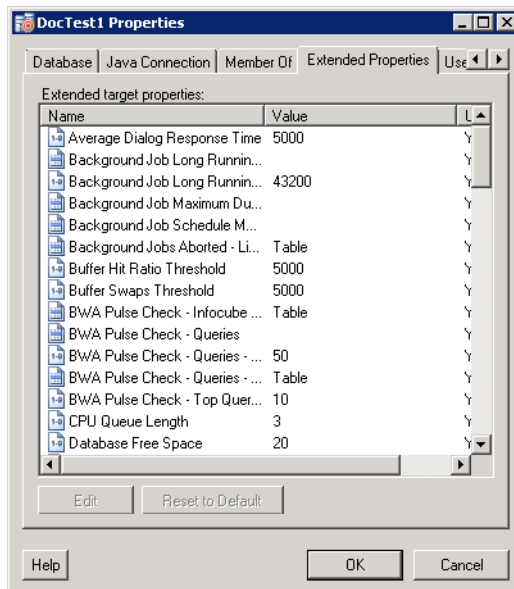 DocTest1 Properties
Database Java Connection Member Of Extended Properties Use
Extended target properties:
Name Value
Average Dialog Response Time 5000 Y
Background Job Long Runnin... Y
Background Job Long Runnin... 43200 Y
Background Job Maximum Du... Y
Background Job Schedule M... Y
Background Jobs Aborted - Li... Table Y
Buffer Hit Ratio Threshold 5000 Y
Buffer Swaps Threshold 5000 Y
BWA Pulse Check - Infocube ... Table Y
BWA Pulse Check - Queries Y
BWA Pulse Check - Queries - ... 50 Y
BWA Pulse Check - Queries - ... Table Y
BWA Pulse Check - Top Quer... 10 Y
CPU Queue Length 3 Y
Database Free Space 20 Y
Edit Reset to Default
Help OK Cancel